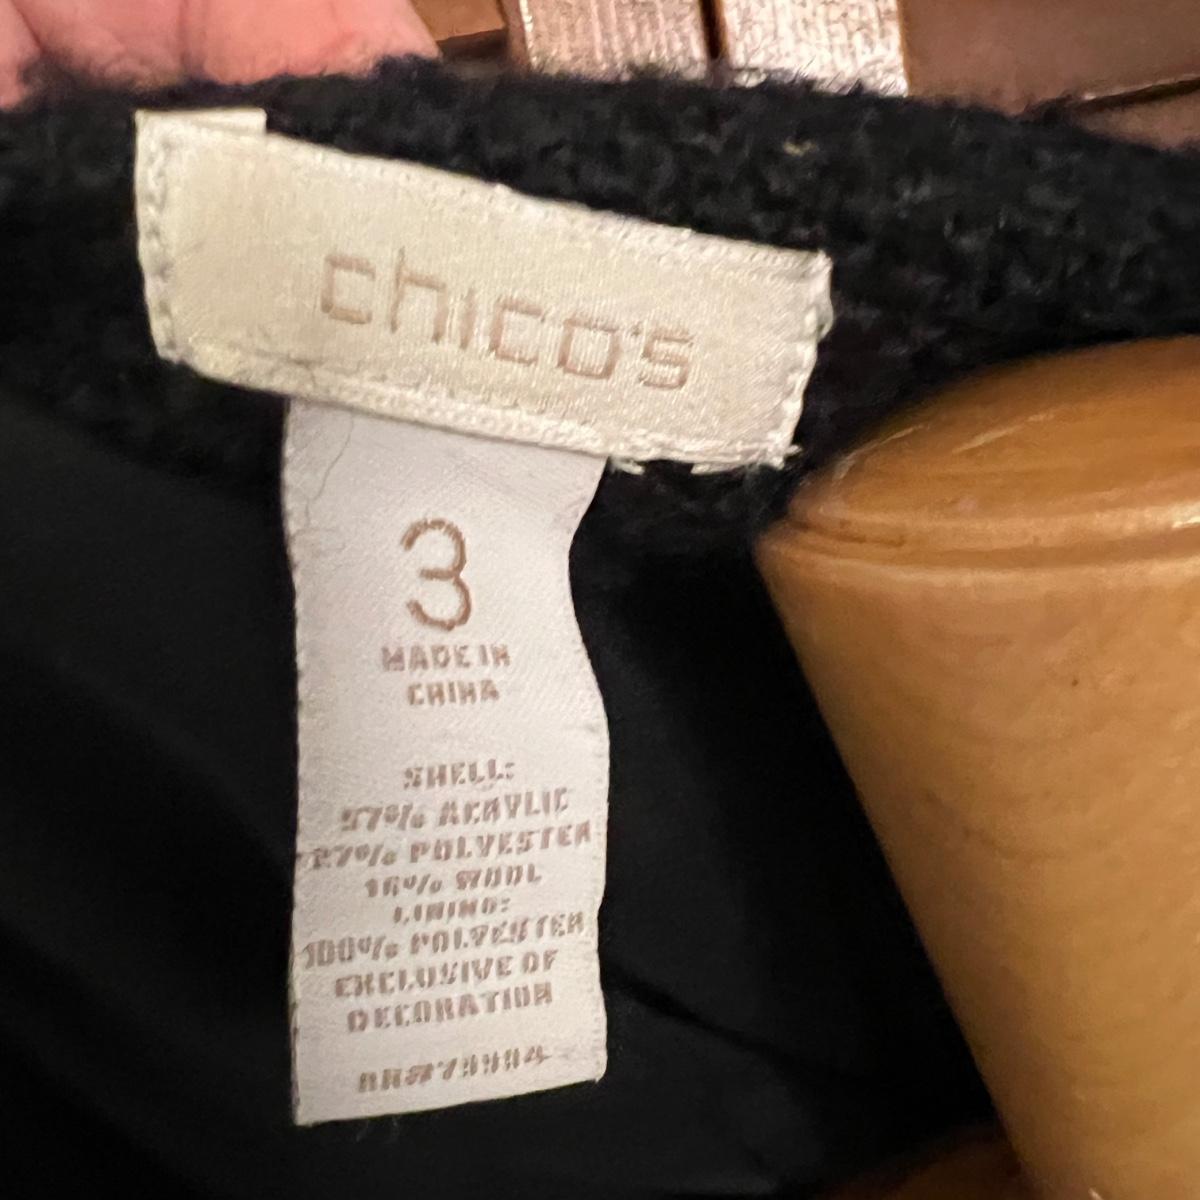 chico's
3
MADE IN
CHINA
SHELL:
57% ACRYLIC
27% POLYESTER
16% WOOL
LINING:
100% POLYESTER
EXCLUSIVE OF
DECORATION